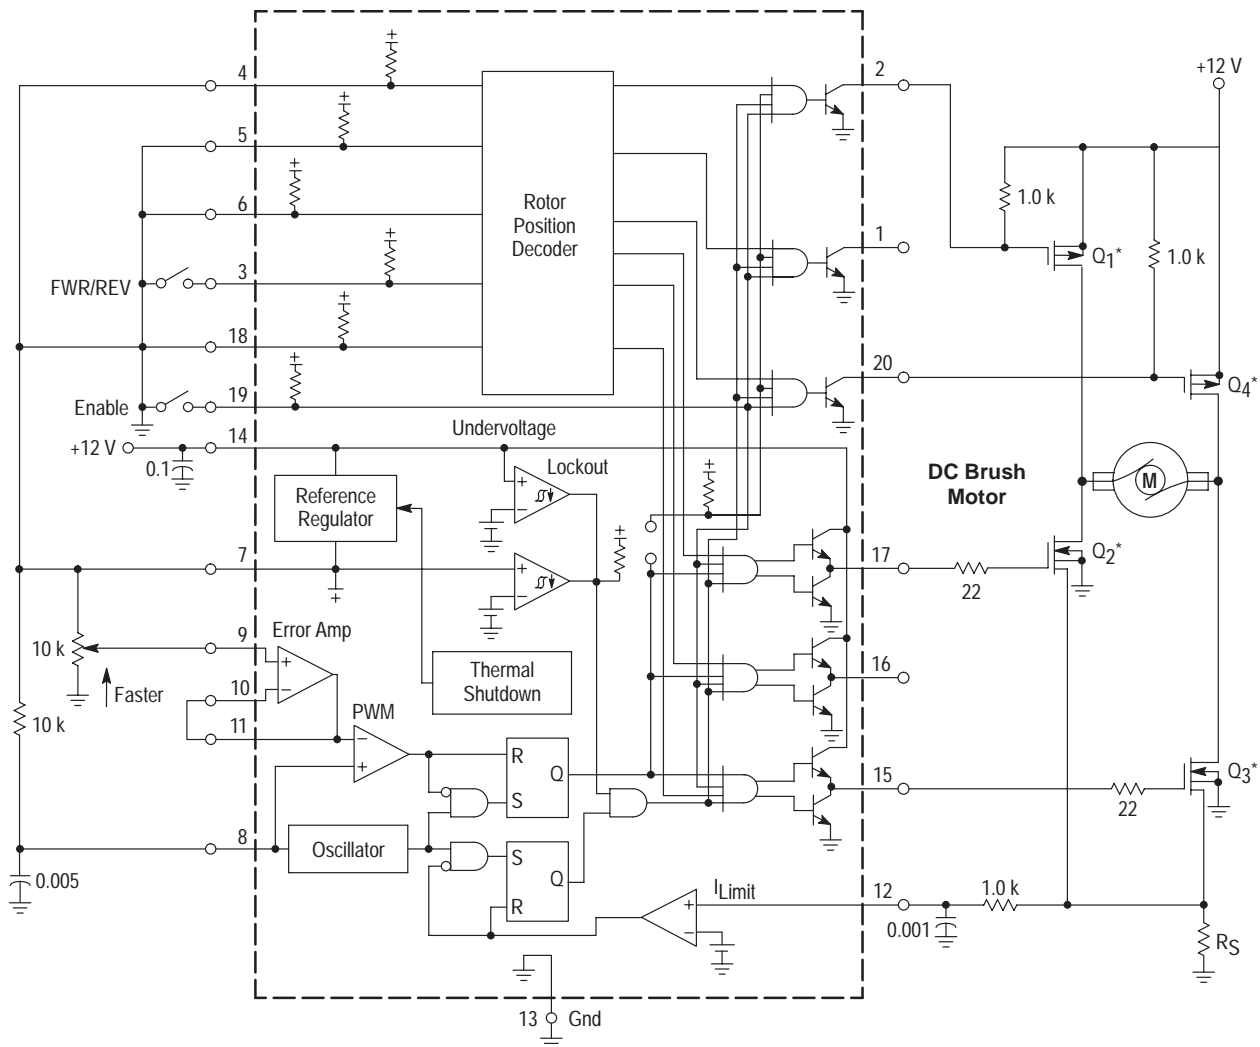 4
2
+12 V
5
1.0 k
6
Rotor
Position
Decoder
1
Q1*
1.0 k
FWR/REV
3
18
20
Q4*
Enable
19
+12 V
14
Undervoltage
0.1
Lockout
DC Brush
Motor
M
Reference
Regulator
7
17
22
Q2*
10 k
9
Error Amp
Faster
10
Thermal
Shutdown
16
10 k
11
PWM
R
Q
S
15
22
Q3*
8
Oscillator
S
Q
R
0.005
ILimit
12
1.0 k
0.001
RS
13
Gnd